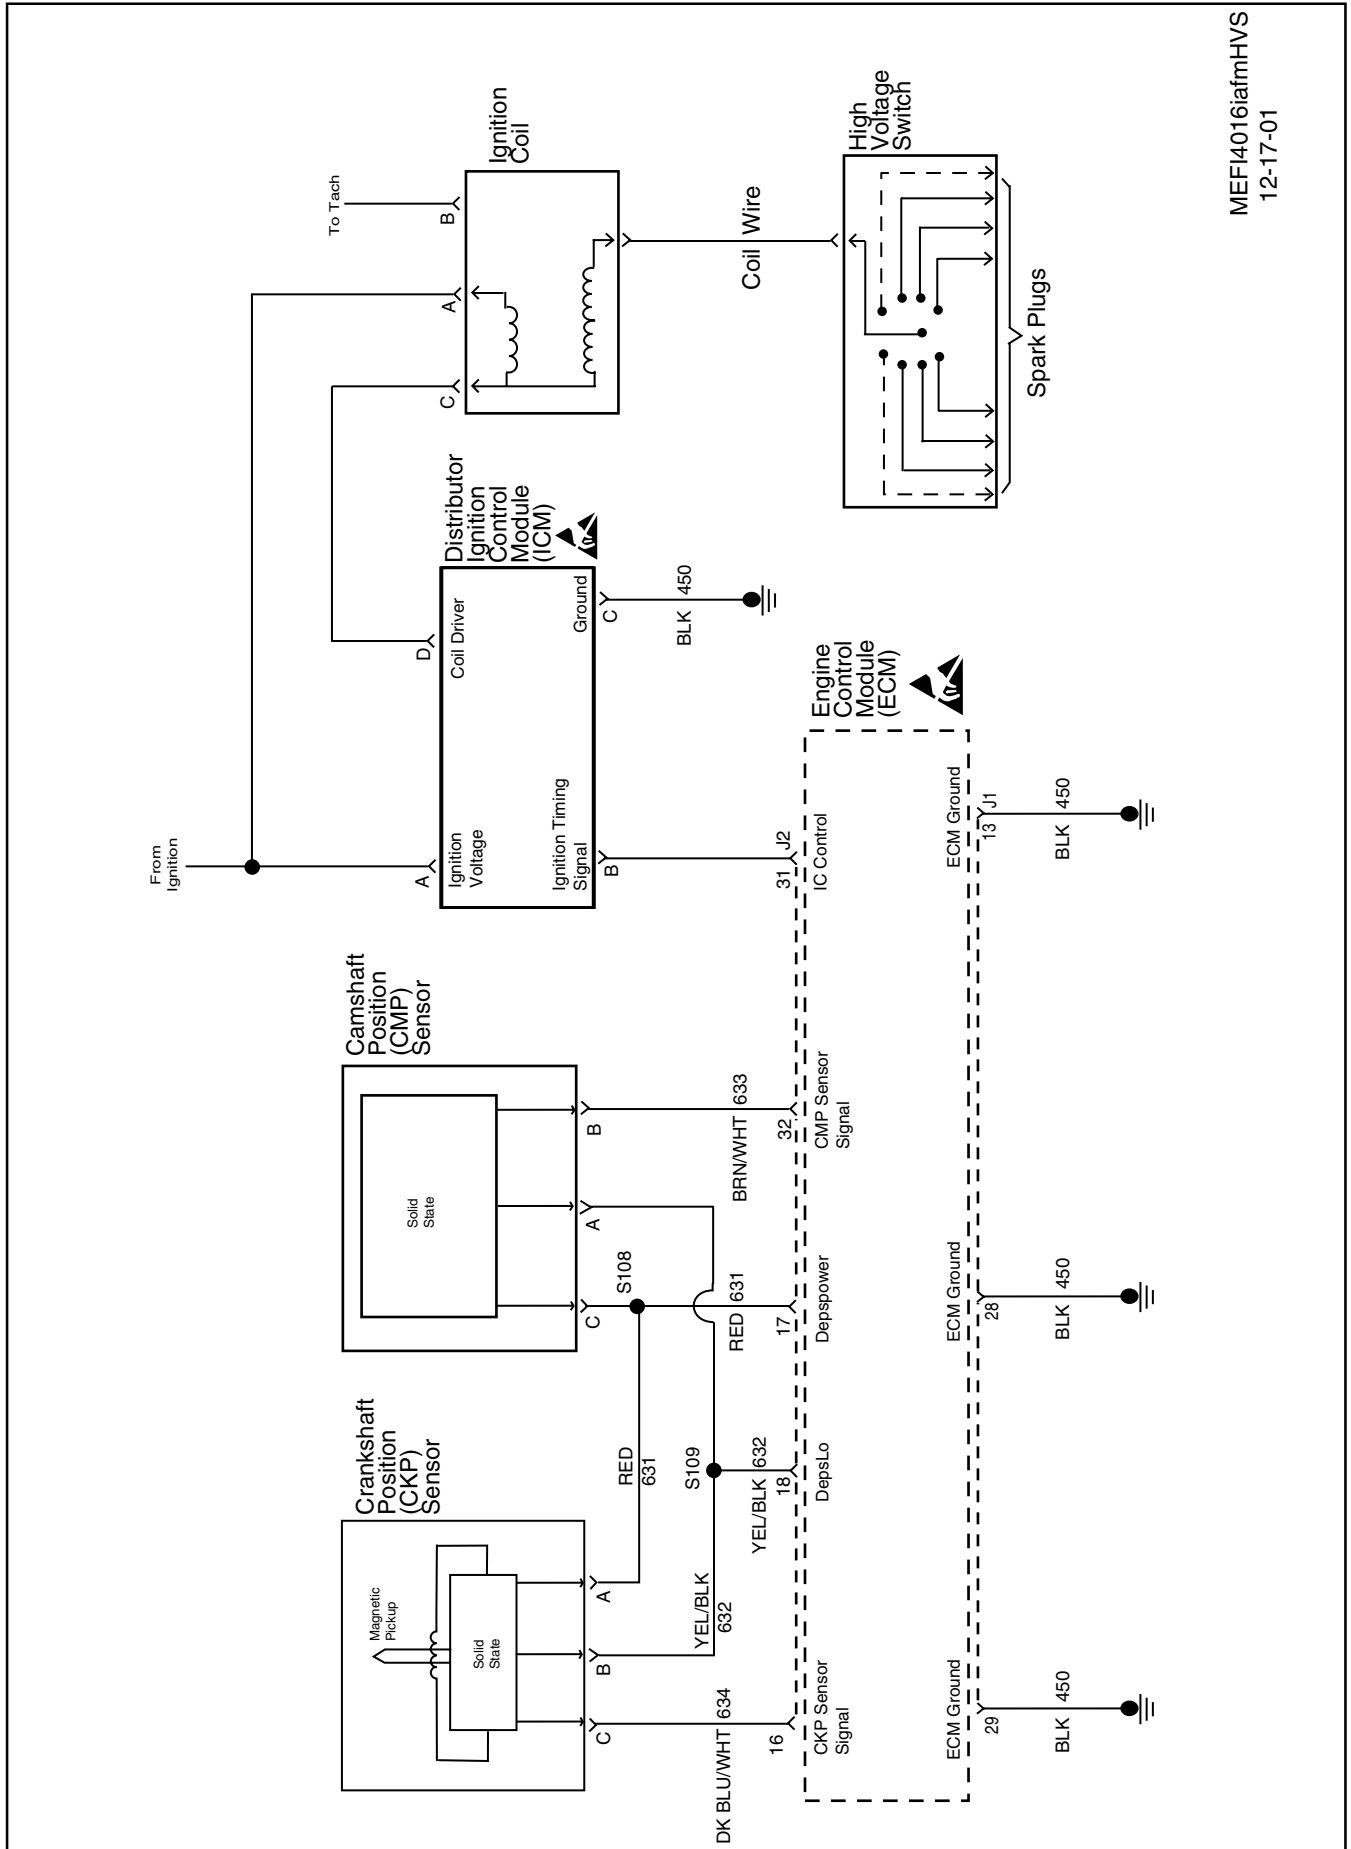 Crankshaft
Position
(CKP)
Sensor
Magnetic
Pickup
Solid
State
C
B
A
Camshaft
Position
(CMP)
Sensor
Solid
State
C
A
B
From
Ignition
Distributor
Ignition
Control
Module
(ICM)
A
D
Ignition
Voltage
Coil Driver
Ignition Timing
Signal
Ground
B
C
BLK 450
To Tach
Ignition
Coil
C
A
B
Coil Wire
High
Voltage
Switch
Spark Plugs
RED
631
S108
YEL/BLK
632
S109
DK BLU/WHT 634
YEL/BLK 632
RED 631
BRN/WHT 633
16
18
17
32
31
J2
CKP Sensor
Signal
DepsLo
Depspower
CMP Sensor
Signal
IC Control
Engine
Control
Module
(ECM)
ECM Ground
ECM Ground
ECM Ground
29
28
13
J1
BLK 450
BLK 450
BLK 450
MEFI4016iafmHVS
12-17-01